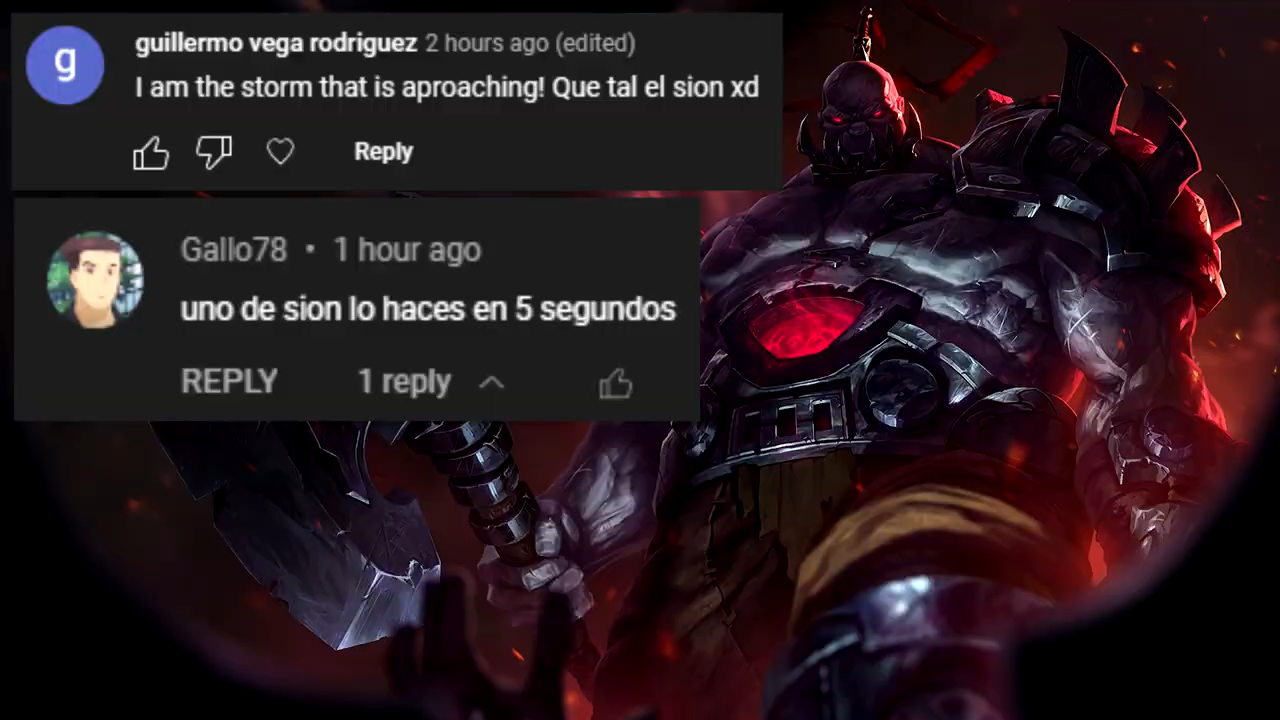 g
guillermo vega rodriguez 2 hours ago (edited)
I am the storm that is aproaching! Que tal el sion xd
Reply
Gallo78 • 1 hour ago
uno de sion lo haces en 5 segundos
REPLY 1 reply